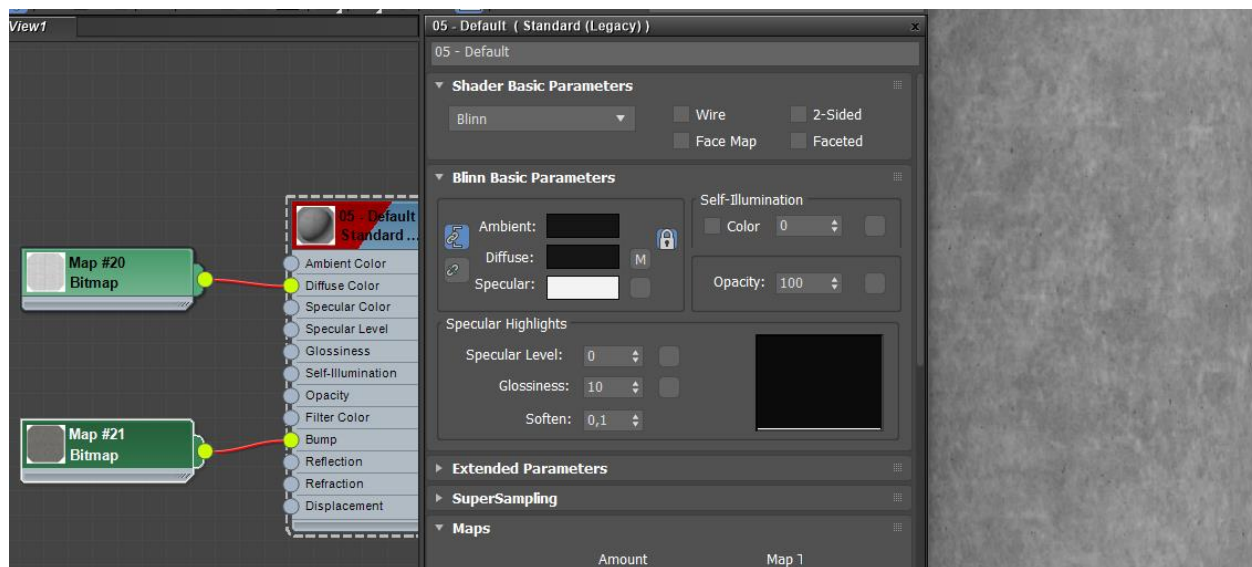 View1
Map #20
Bitmap
Map #21
Bitmap
05 - Default
Standard ...
Ambient Color
Diffuse Color
Specular Color
Specular Level
Glossiness
Self-Illumination
Opacity
Filter Color
Bump
Reflection
Refraction
Displacement
05 - Default ( Standard (Legacy) ) x
05 - Default
Shader Basic Parameters
Blinn Wire 2-Sided
Face Map Faceted
Blinn Basic Parameters
Self-Illumination
Ambient: Color 0
Diffuse: M
Specular: Opacity: 100
Specular Highlights
Specular Level: 0
Glossiness: 10
Soften: 0,1
Extended Parameters
SuperSampling
Maps
Amount Map